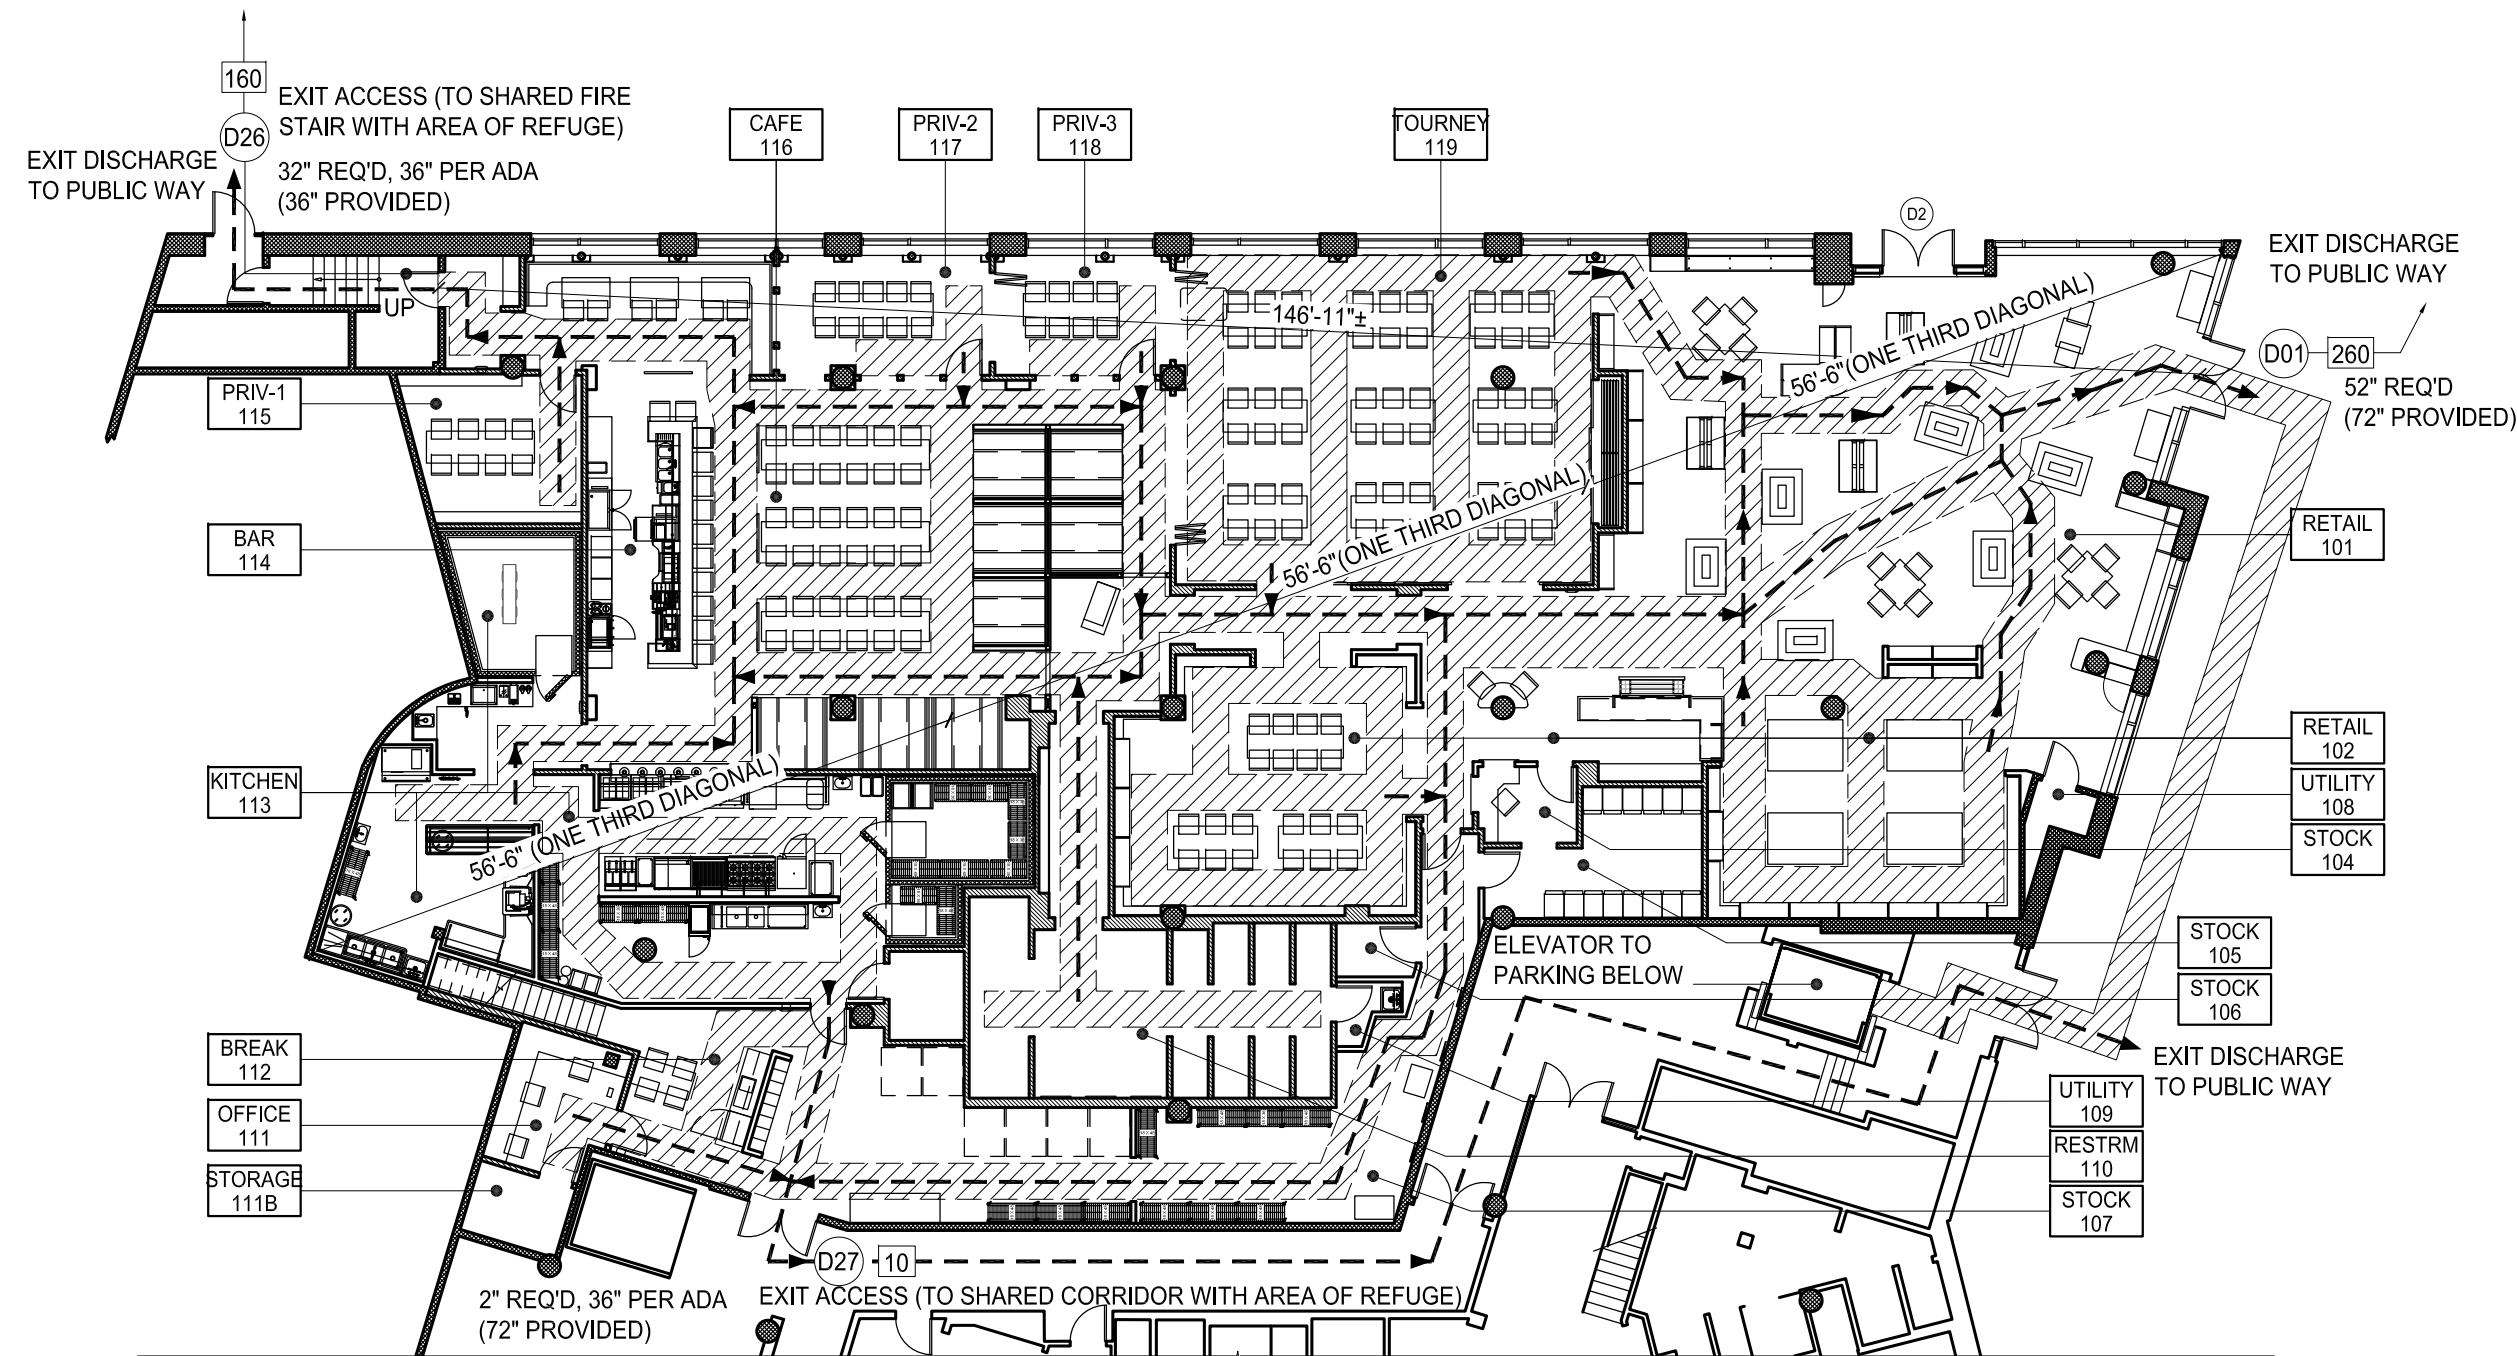 160
EXIT ACCESS (TO SHARED FIRE
STAIR WITH AREA OF REFUGE)
D26
EXIT DISCHARGE
TO PUBLIC WAY
32" REQ'D, 36" PER ADA
(36" PROVIDED)
CAFE
116
PRIV-2
117
PRIV-3
118
TOURNEY
119
D2
EXIT DISCHARGE
TO PUBLIC WAY
UP
146'-11"±
56'-6"(ONE THIRD DIAGONAL)
D01
260
52" REQ'D
(72" PROVIDED)
PRIV-1
115
56'-6"(ONE THIRD DIAGONAL)
BAR
114
RETAIL
101
RETAIL
102
KITCHEN
113
56'-6" (ONE THIRD DIAGONAL)
UTILITY
108
STOCK
104
STOCK
105
ELEVATOR TO
PARKING BELOW
STOCK
106
BREAK
112
EXIT DISCHARGE
TO PUBLIC WAY
OFFICE
111
UTILITY
109
RESTRM
110
STORAGE
111B
STOCK
107
D27
10
2" REQ'D, 36" PER ADA
(72" PROVIDED)
EXIT ACCESS (TO SHARED CORRIDOR WITH AREA OF REFUGE)